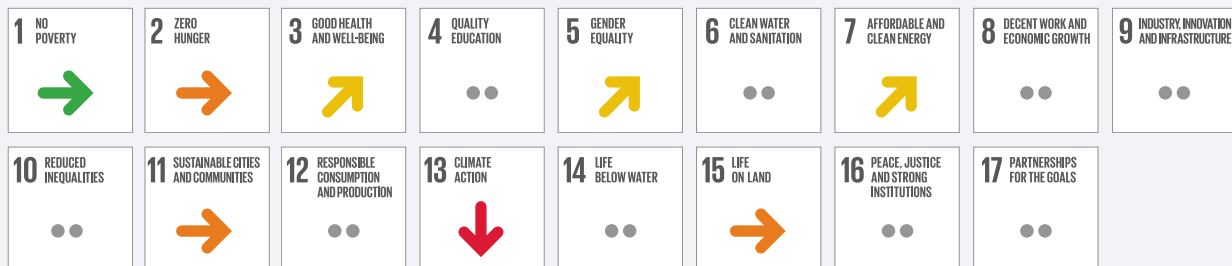 1 NO
POVERTY
2 ZERO
HUNGER
3 GOOD HEALTH
AND WELL-BEING
4 QUALITY
EDUCATION
5 GENDER
EQUALITY
6 CLEAN WATER
AND SANITATION
7 AFFORDABLE AND
CLEAN ENERGY
8 DECENT WORK AND
ECONOMIC GROWTH
9 INDUSTRY, INNOVATION
AND INFRASTRUCTURE
10 REDUCED
INEQUALITIES
11 SUSTAINABLE CITIES
AND COMMUNITIES
12 RESPONSIBLE
CONSUMPTION
AND PRODUCTION
13 CLIMATE
ACTION
14 LIFE
BELOW WATER
15 LIFE
ON LAND
16 PEACE, JUSTICE
AND STRONG
INSTITUTIONS
17 PARTNERSHIPS
FOR THE GOALS